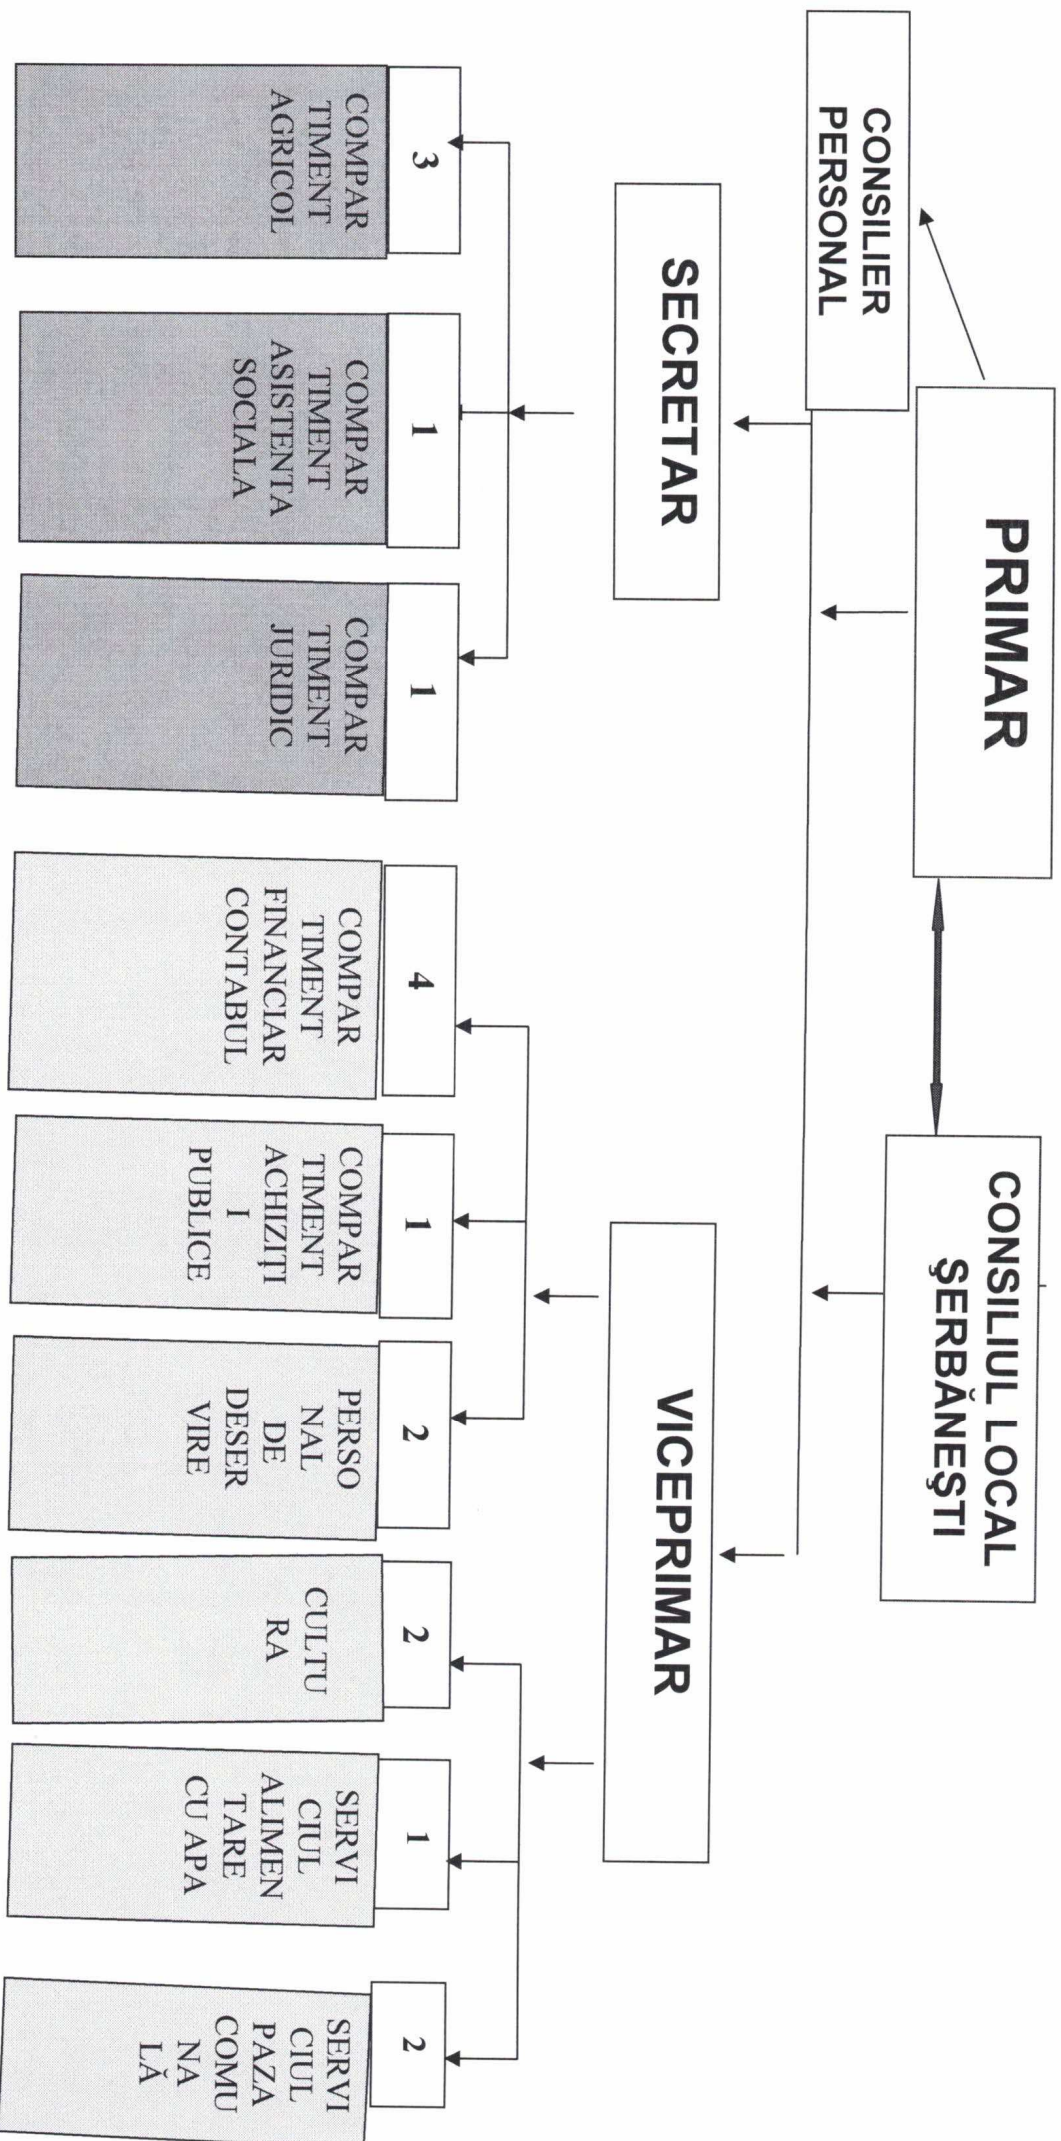 PRIMAR
CONSILIUL LOCAL
ŞERBĂNEŞTI
CONSILIER
PERSONAL
SECRETAR
VICEPRIMAR
3
COMPAR
TIMENT
AGRICOL
1
COMPAR
TIMENT
ASISTENTA
SOCIALA
1
COMPAR
TIMENT
JURIDIC
4
COMPAR
TIMENT
FINANCIAR
CONTABUL
1
COMPAR
TIMENT
ACHIZIŢI
I
PUBLICE
2
PERSO
NAL
DE
DESER
VIRE
2
CULTU
RA
1
SERVI
CIUL
ALIMEN
TARE
CU APA
2
SERVI
CIUL
PAZA
COMU
NA
LĂ